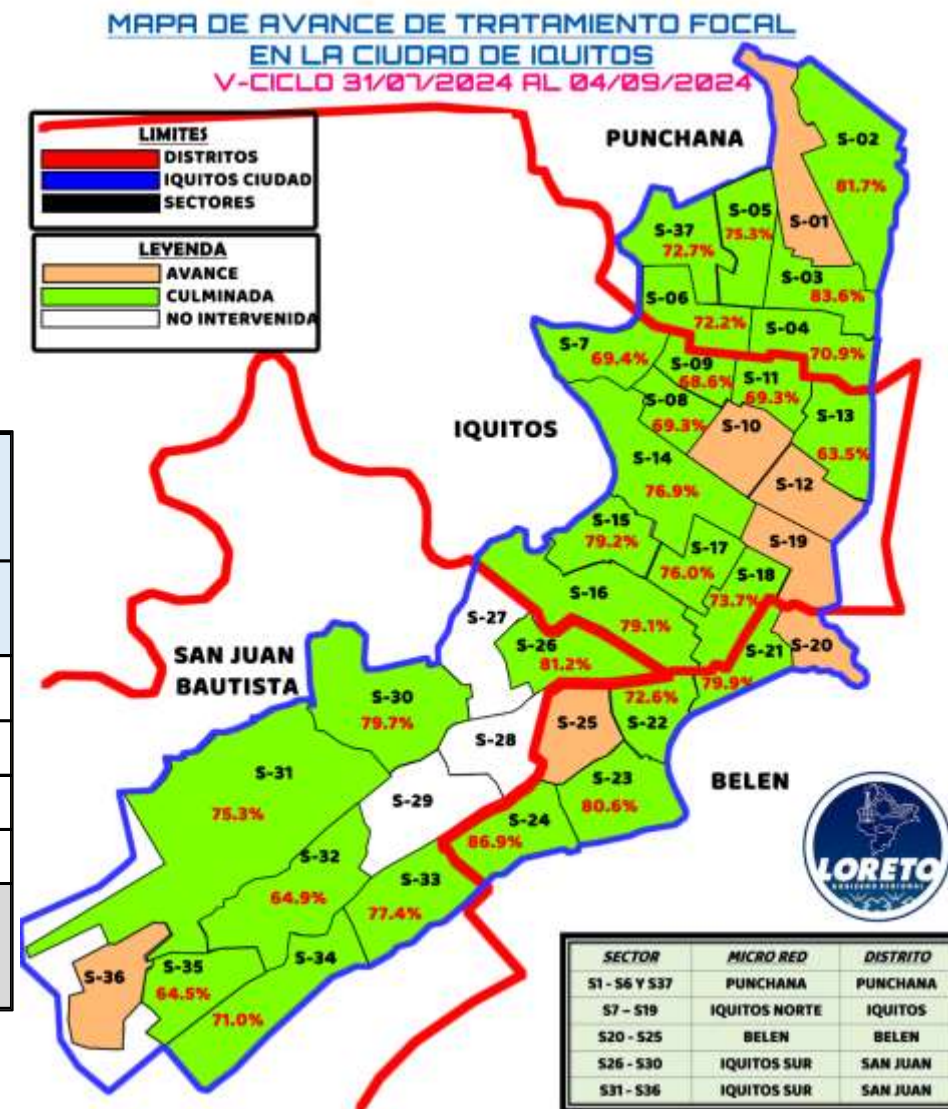 MAPA DE AVANCE DE TRATAMIENTO FOCAL
EN LA CIUDAD DE IQUITOS
V-CICLO 31/07/2024 AL 04/09/2024
LIMITES
DISTRITOS
IQUITOS CIUDAD
SECTORES
LEYENDA
AVANCE
CULMINADA
NO INTERVENIDA
PUNCHANA
S-02
81.7%
S-01
S-05
75.3%
S-37
72.7%
S-03
83.6%
S-06
72.2%
S-04
70.9%
S-7
69.4%
S-09
68.6%
S-11
69.3%
S-08
69.3%
S-13
63.5%
S-10
IQUITOS
S-14
76.9%
S-12
S-15
79.2%
S-17
76.0%
S-19
S-18
73.7%
S-16
79.1%
S-27
S-26
81.2%
S-21
79.9%
S-20
SAN JUAN
BAUTISTA
S-30
79.7%
72.6%
S-22
S-25
S-28
S-31
75.3%
S-23
80.6%
BELEN
S-29
S-24
86.9%
S-32
64.9%
S-33
77.4%
LORETO
GOBIERNO REGIONAL
S-34
71.0%
S-35
64.5%
S-36
SECTOR MICRO RED DISTRITO
S1 - S6 Y S37 PUNCHANA PUNCHANA
S7 – S19 IQUITOS NORTE IQUITOS
S20 - S25 BELEN BELEN
S26 - S30 IQUITOS SUR SAN JUAN
S31 - S36 IQUITOS SUR SAN JUAN